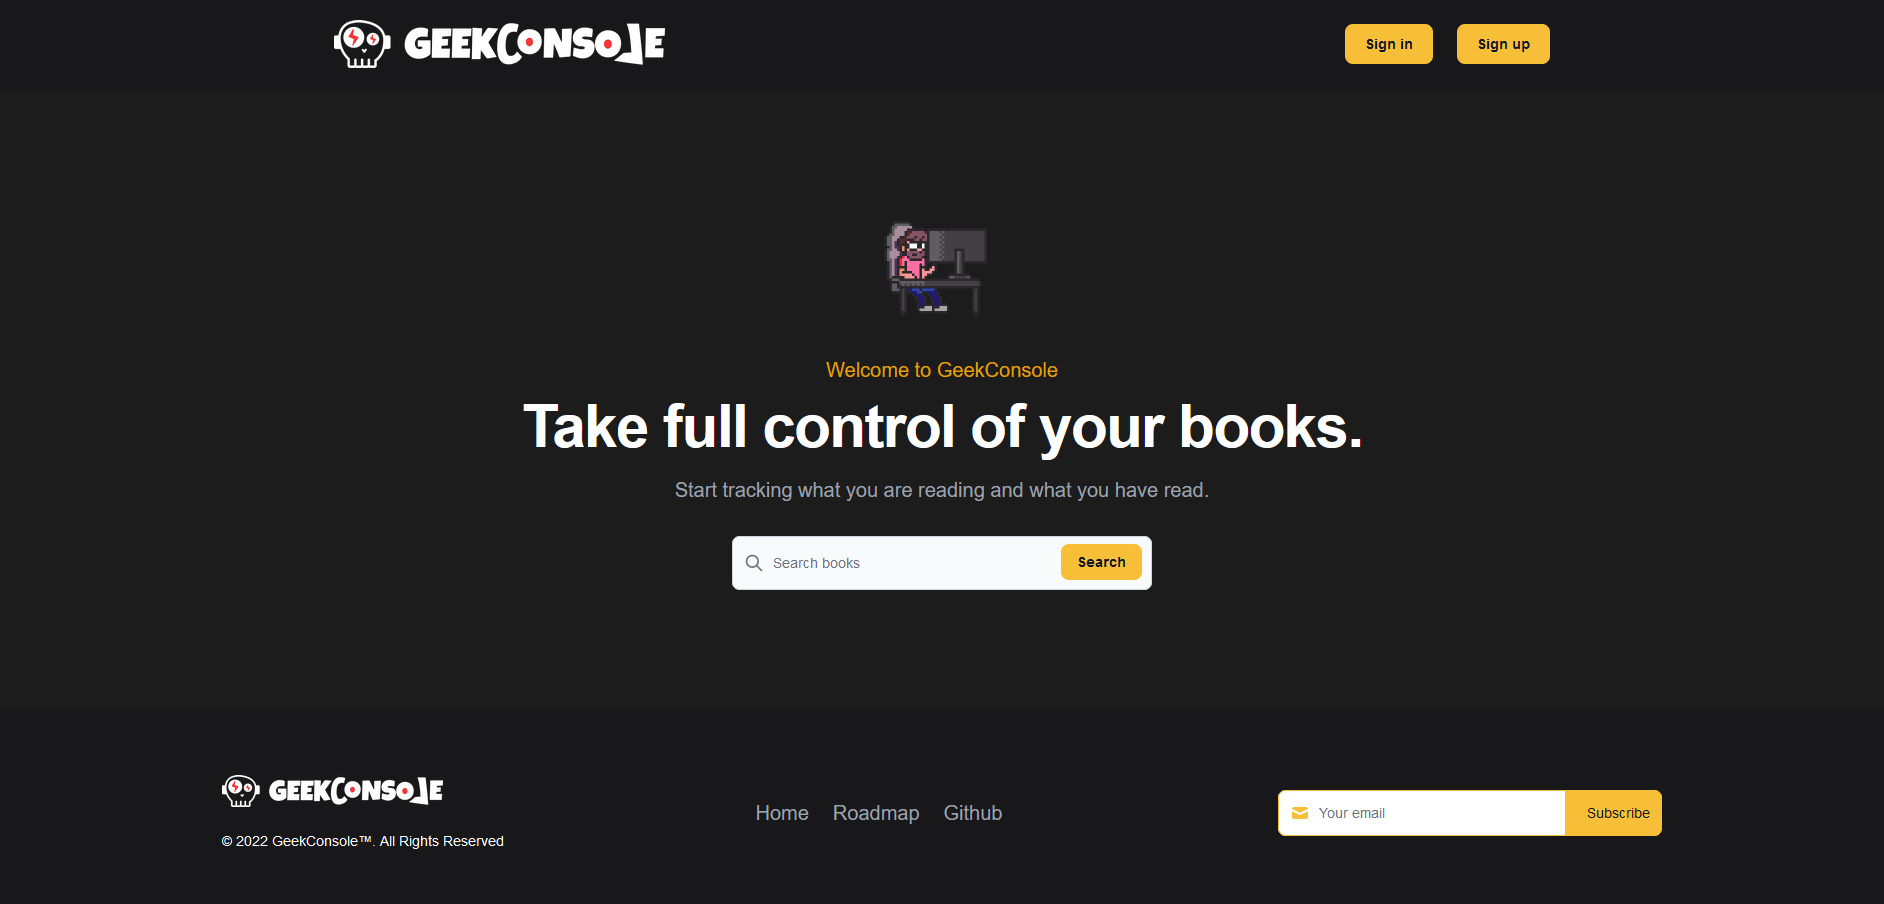 GEEKCONSOLE
Sign in
Sign up
Welcome to GeekConsole
Take full control of your books.
Start tracking what you are reading and what you have read.
Search books
Search
GEEKCONSOLE
© 2022 GeekConsole™. All Rights Reserved
Home
Roadmap
Github
Your email
Subscribe